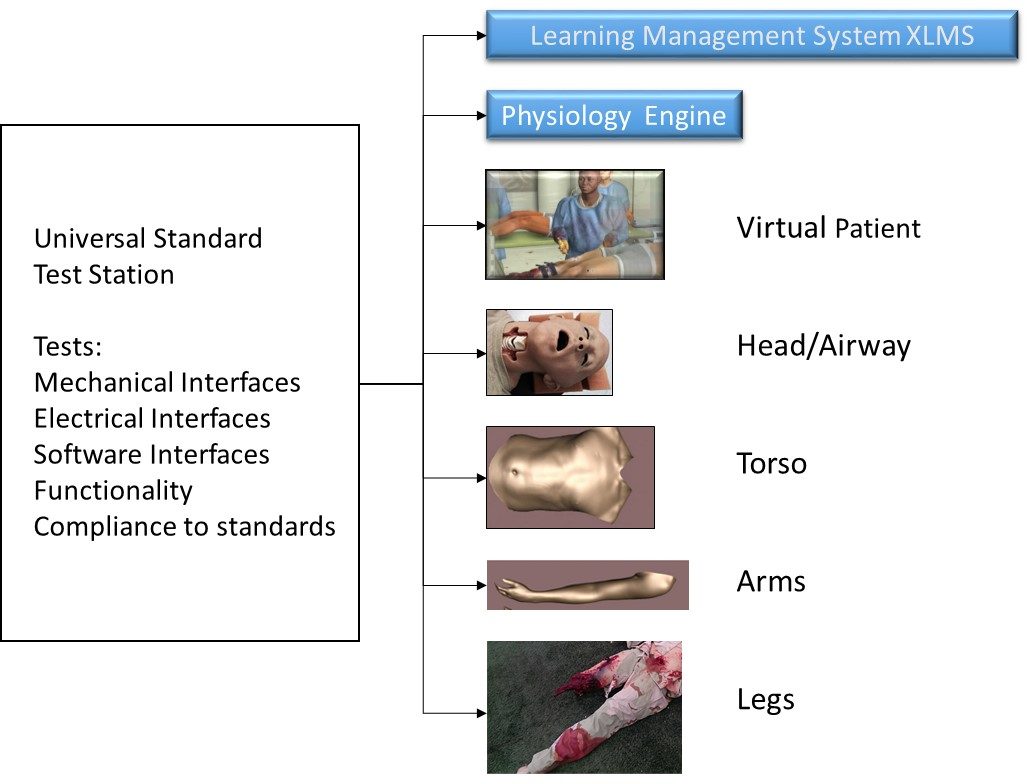 Learning Management System XLMS
Physiology Engine
Universal Standard
Test Station
Tests:
Mechanical Interfaces
Electrical Interfaces
Software Interfaces
Functionality
Compliance to standards
Virtual Patient
Head/Airway
Torso
Arms
Legs